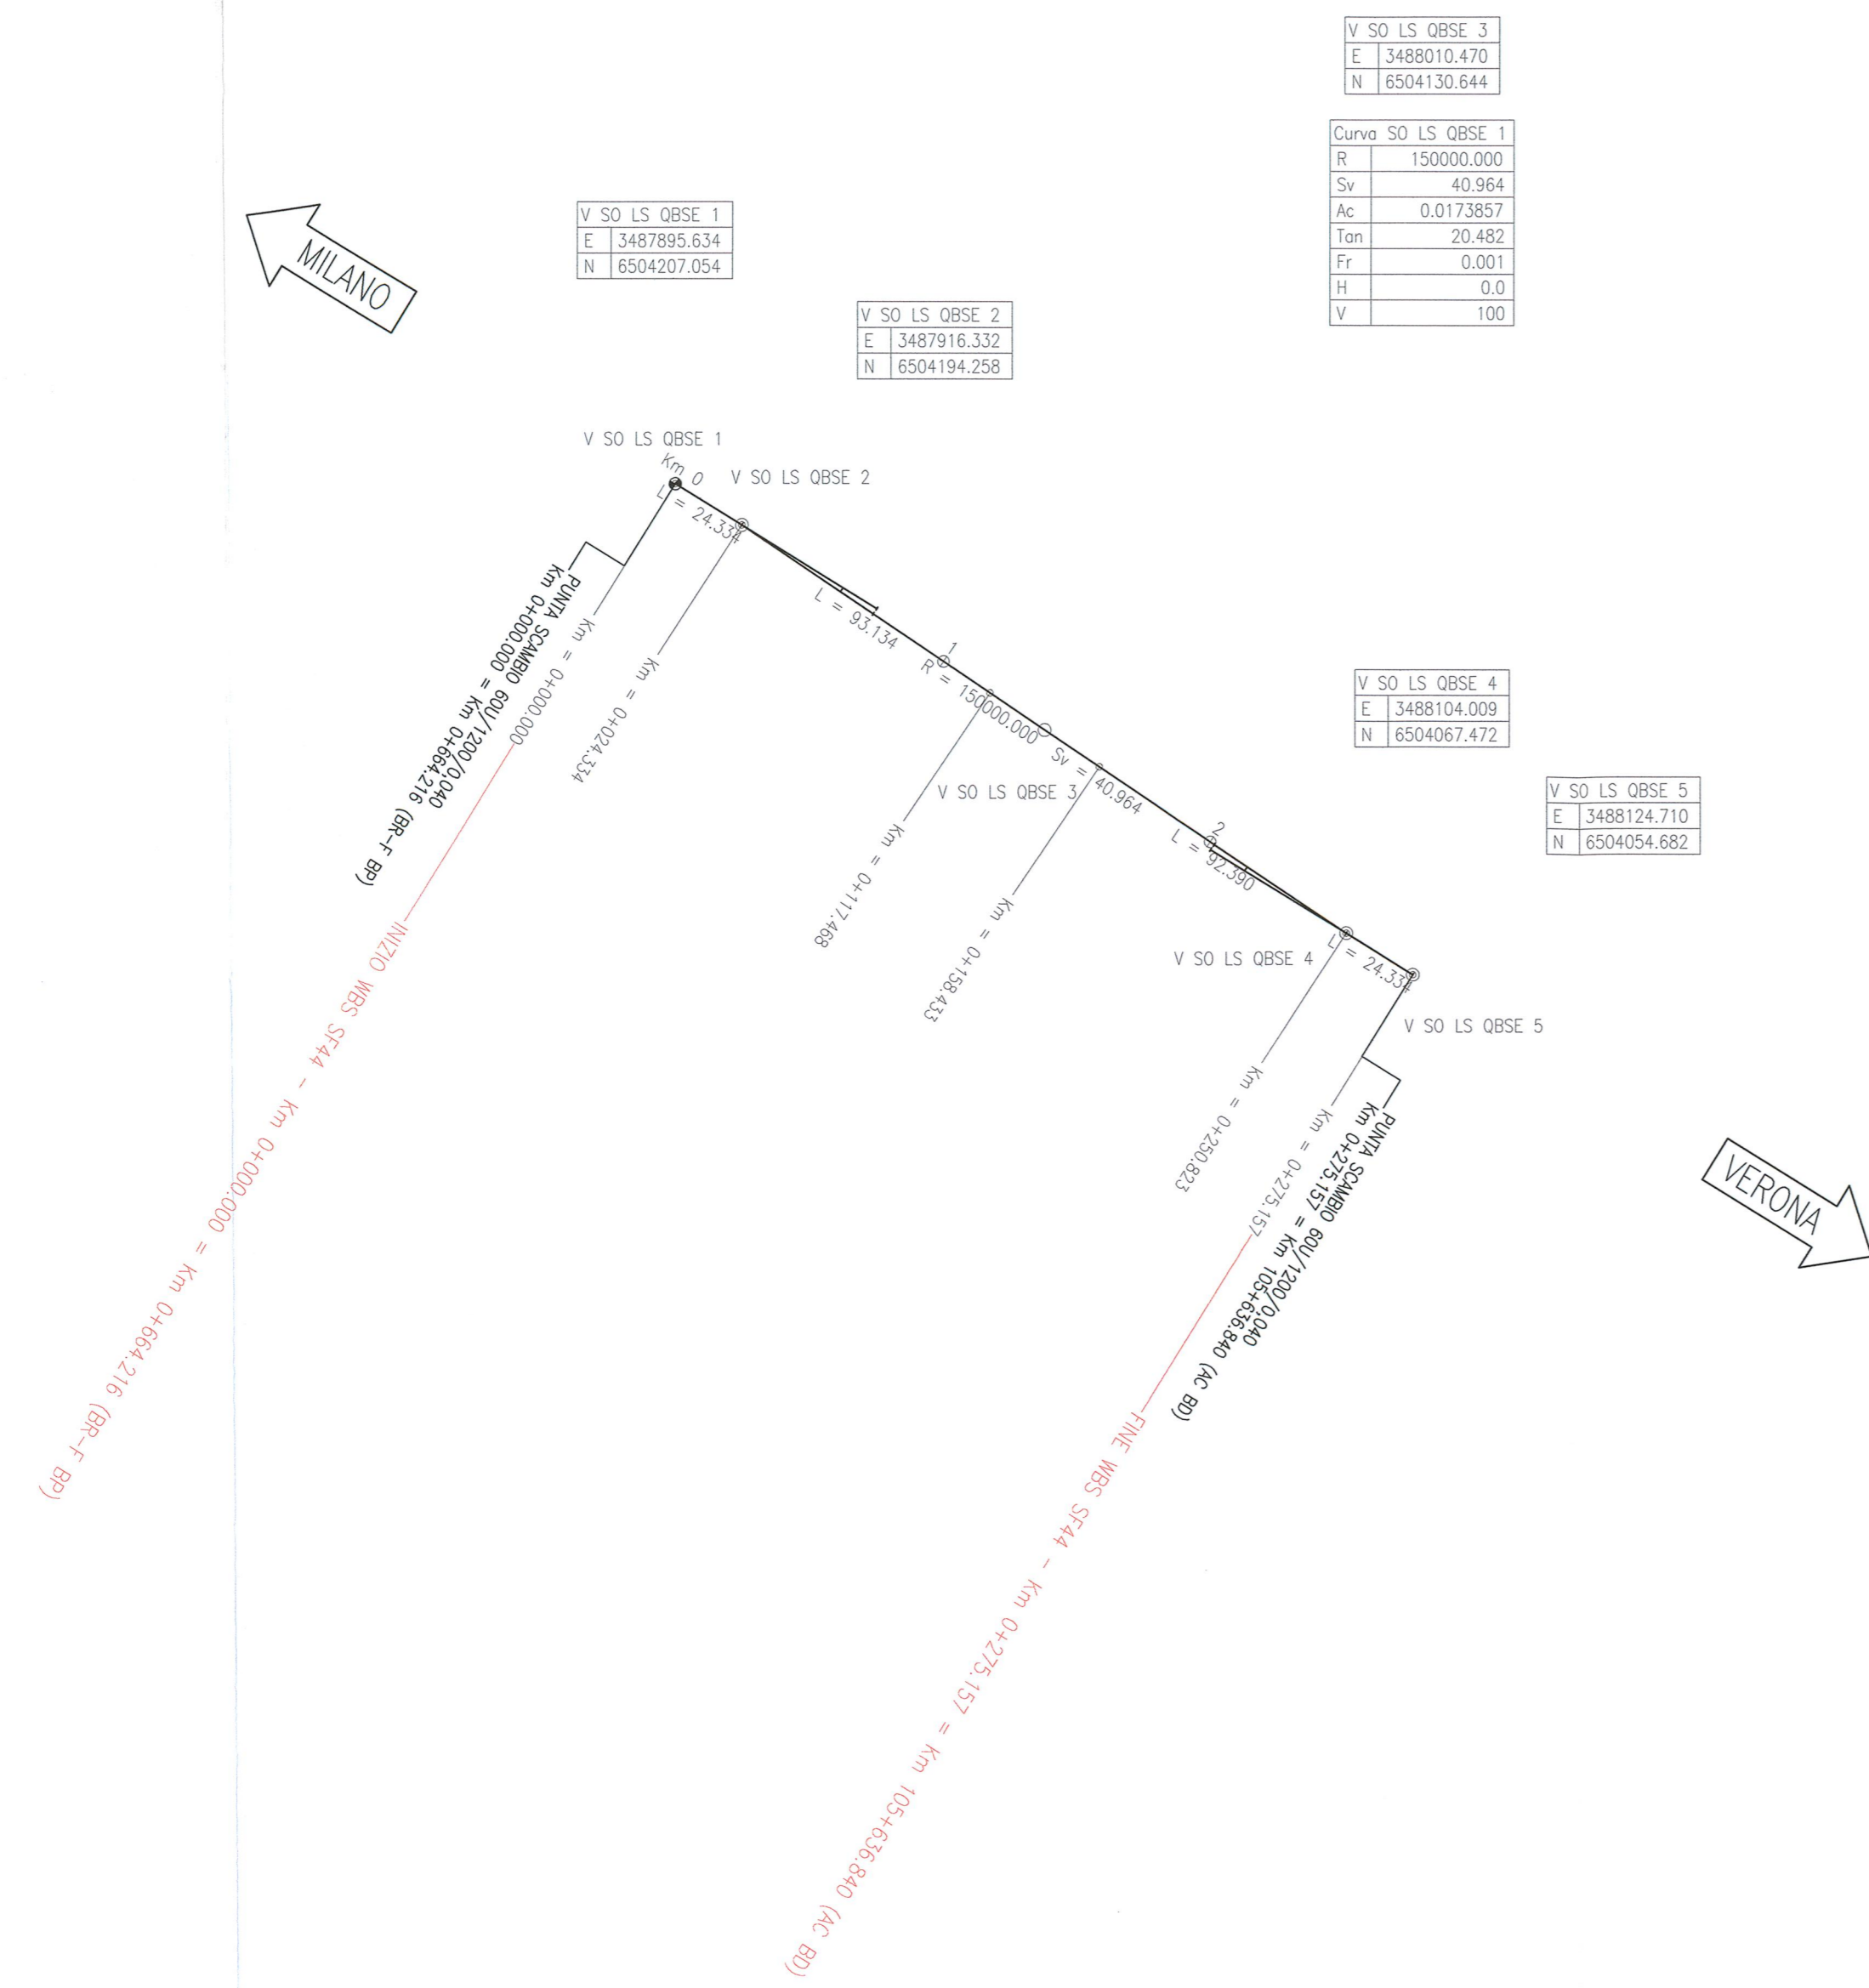 V SO LS QBSE 3
E 3488010.470
N 6504130.644
Curva SO LS QBSE 1
R 150000.000
Sv 40.964
Ac 0.0173857
Tan 20.482
Fr 0.001
H 0.0
V 100
MILANO
V SO LS QBSE 1
E 3487895.634
N 6504207.054
V SO LS QBSE 2
E 3487916.332
N 6504194.258
V SO LS QBSE 1
Km 0
V SO LS QBSE 2
L = 24.334
L = 93.134
1
R = 150000.000
Sv = 40.964
2
L = 92.390
L = 24.334
PUNTA SCAMBIO 60U/1200/0,040
Km 0+000.000 = Km 0+664.216 (BR-F BP)
Km = 0+000.000
Km = 0+024.334
Km = 0+117.468
V SO LS QBSE 3
Km = 0+158.433
V SO LS QBSE 4
E 3488104.009
N 6504067.472
V SO LS QBSE 5
E 3488124.710
N 6504054.682
V SO LS QBSE 4
V SO LS QBSE 5
Km = 0+250.823
Km = 0+275.157
PUNTA SCAMBIO 60U/1200/0,040
Km 0+275.157 = Km 105+636.840 (AC BD)
VERONA
INIZIO WBS SF44 - Km 0+000.000 = Km 0+664.216 (BR-F BP)
FINE WBS SF44 - Km 0+275.157 = Km 105+636.840 (AC BD)